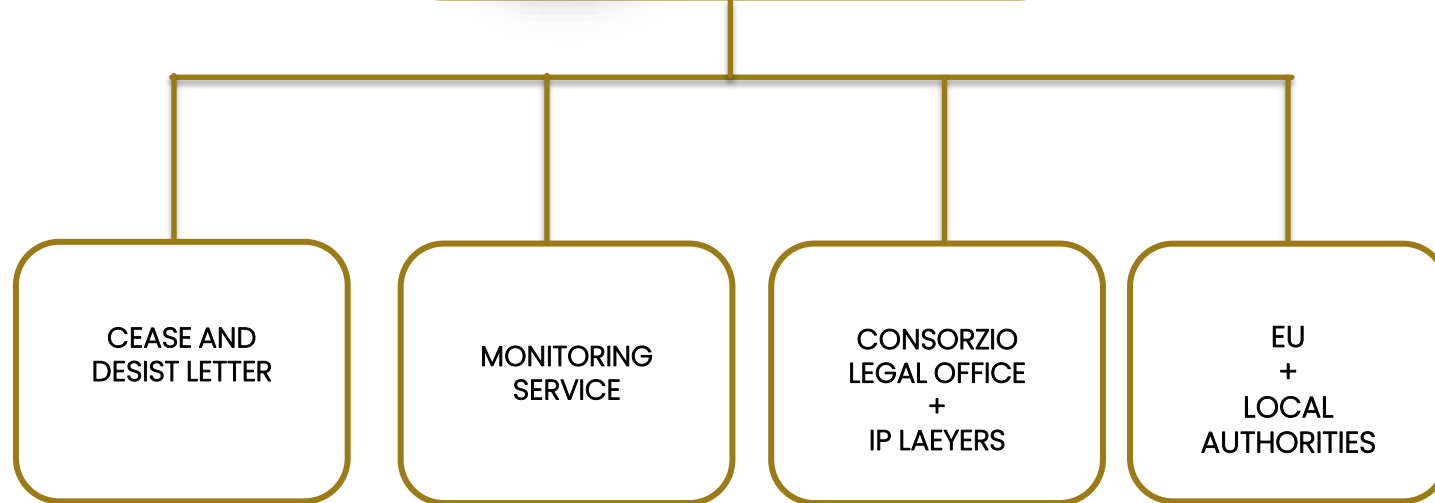 CEASE AND
DESIST LETTER
MONITORING
SERVICE
CONSORZIO
LEGAL OFFICE
+
IP LAEYERS
EU
+
LOCAL
AUTHORITIES